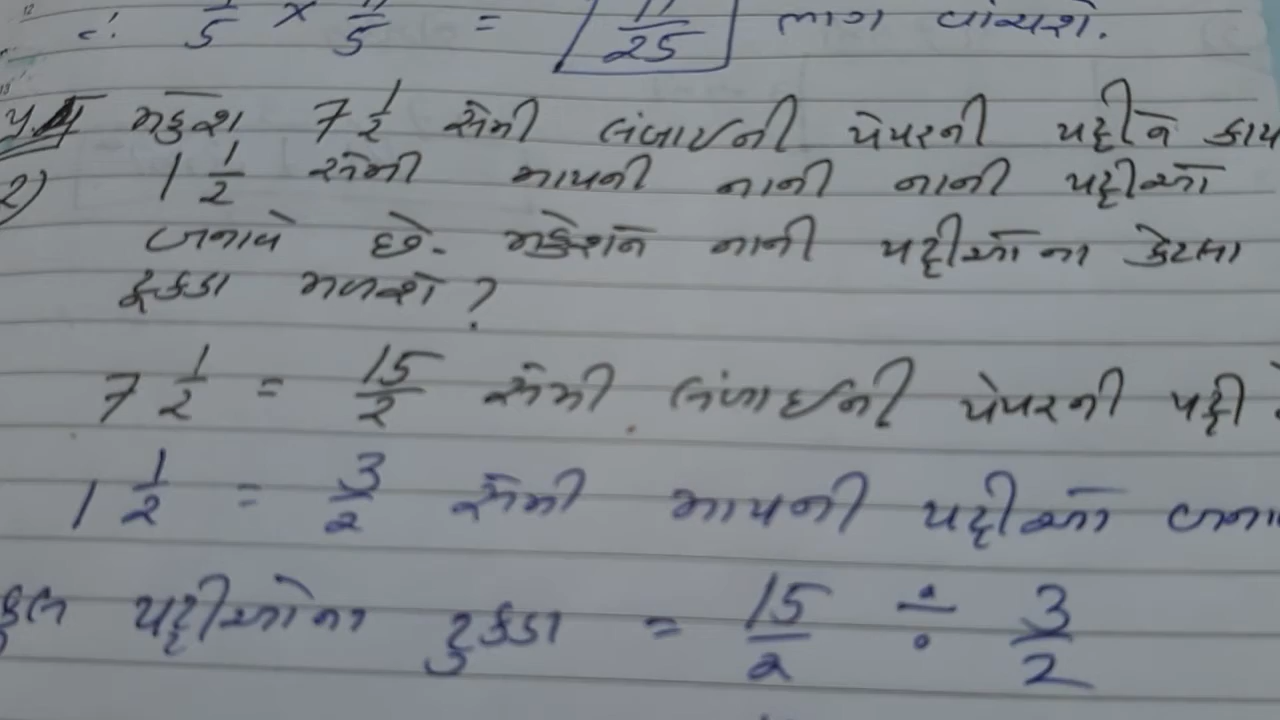 ∴ 1/5 × 11/5 = 11/25 ભાગ વાંચશે.
મુકેશ 7 1/2 સેમી લંબાઈની પેપરની પટ્ટીને
2) 1 1/2 સેમી માપની નાની નાની પટ્ટીઓ
બનાવે છે. મુકેશને નાની પટ્ટીઓના કેટલા
ટુકડા મળશે?
7 1/2 = 15/2 સેમી લંબાઈની પેપરની પટ્ટી
1 1/2 = 3/2 સેમી માપની પટ્ટીઓ
કુલ પટ્ટીઓના ટુકડા = 15/2 ÷ 3/2